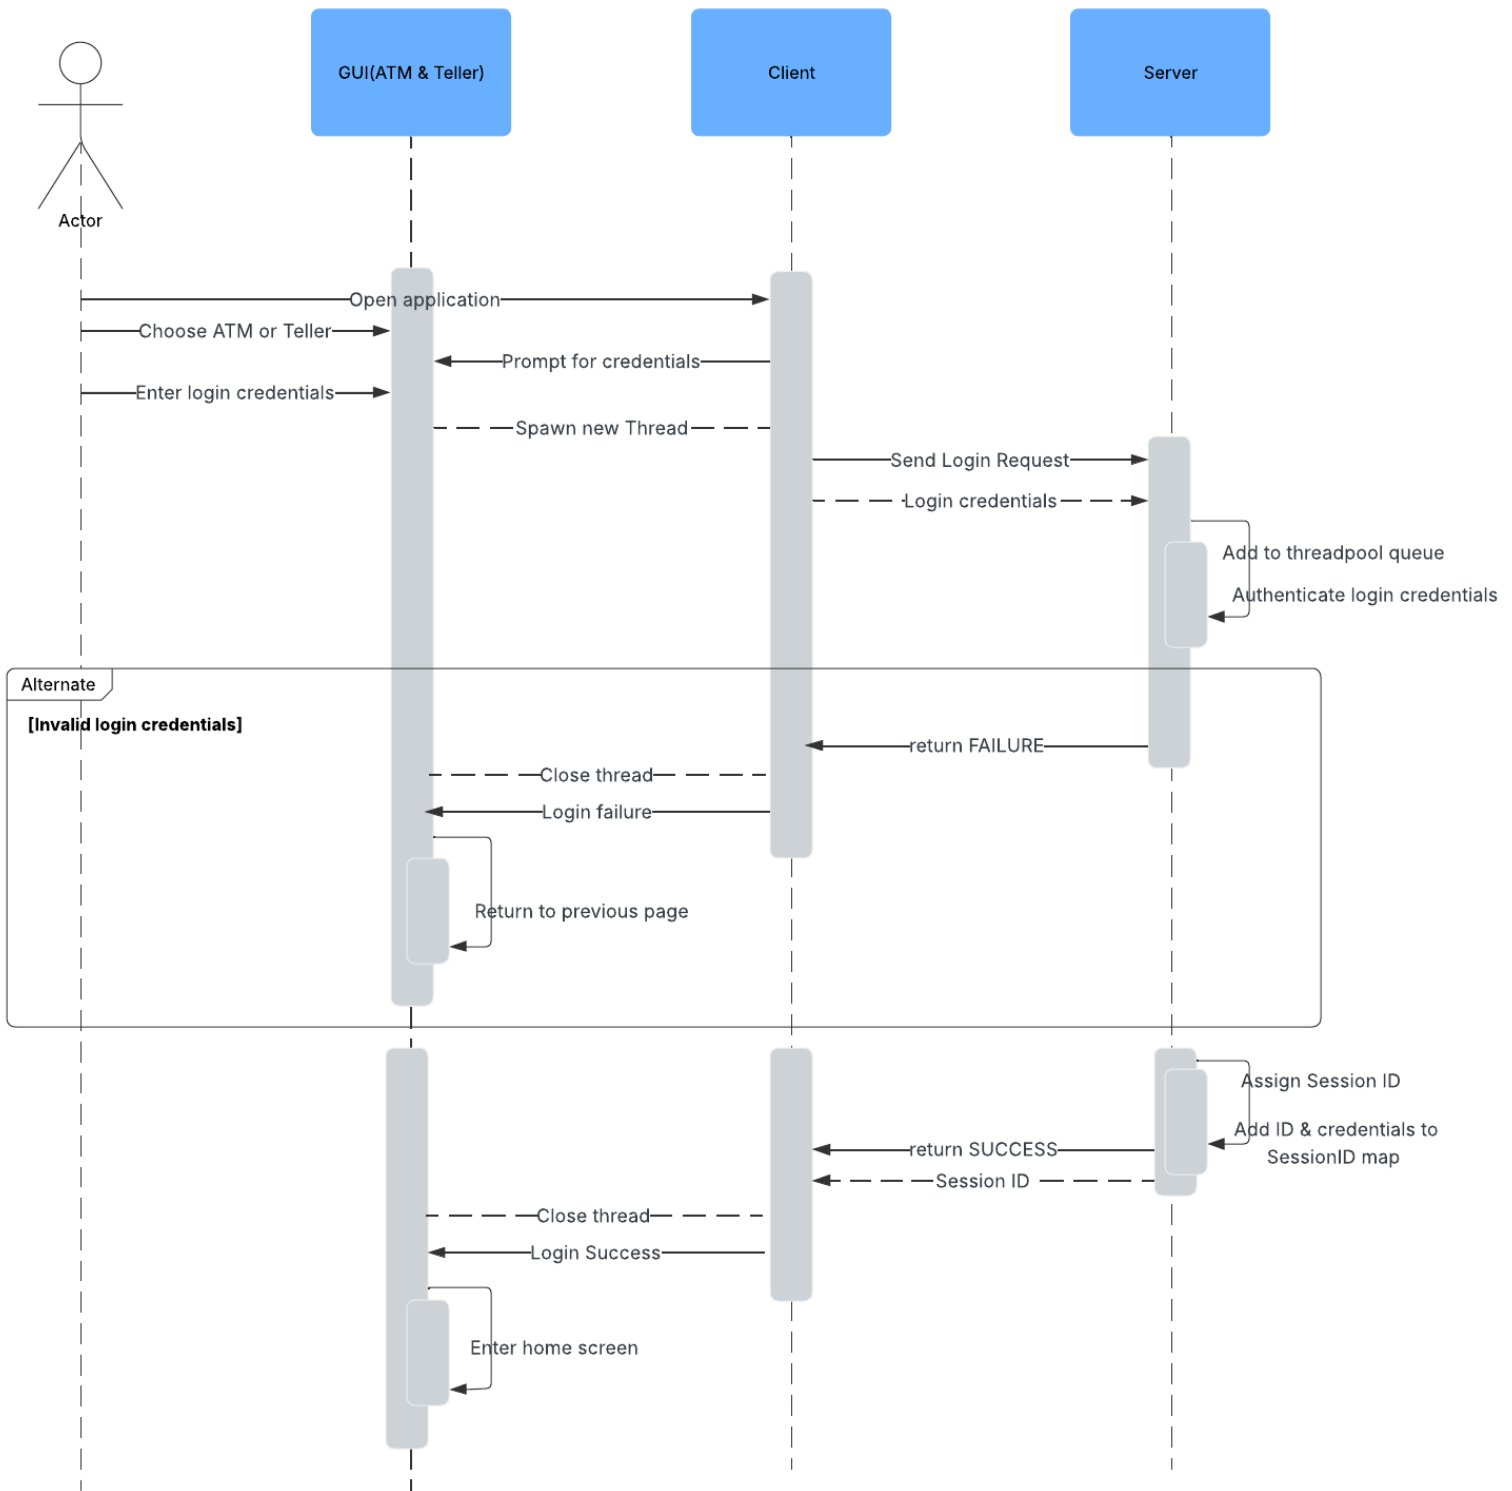 GUI(ATM & Teller)
Client
Server
Actor
Open application
Choose ATM or Teller
Prompt for credentials
Enter login credentials
Spawn new Thread
Send Login Request
Login credentials
Add to threadpool queue
Authenticate login credentials
Alternate
[Invalid login credentials]
return FAILURE
Close thread
Login failure
Return to previous page
Assign Session ID
Add ID & credentials to
SessionID map
return SUCCESS
Session ID
Close thread
Login Success
Enter home screen